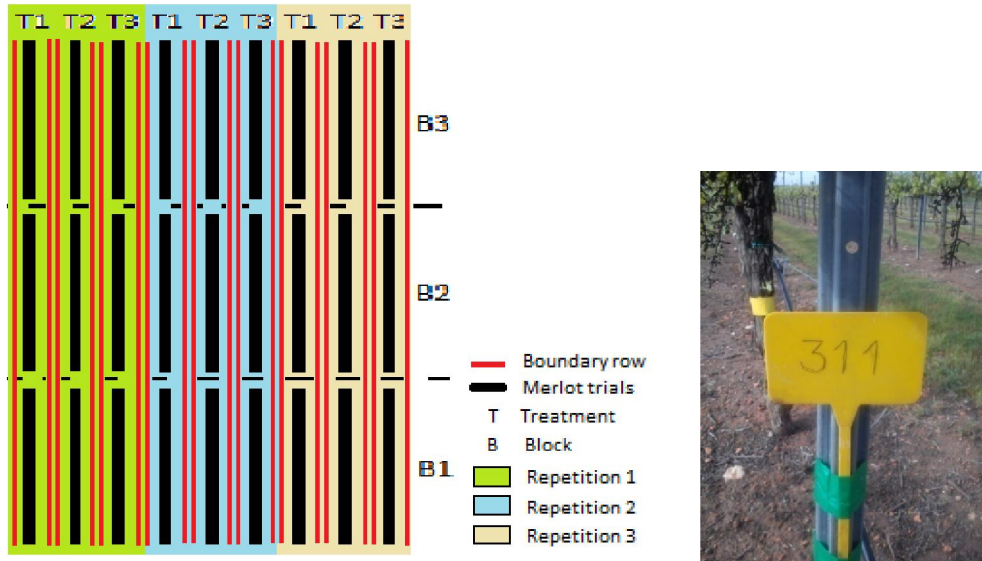 T1 T2 T3 T1 T2 T3 T1 T2 T3
B3
B2
B1
Boundary row
Merlot trials
T Treatment
B Block
Repetition 1
Repetition 2
Repetition 3
311